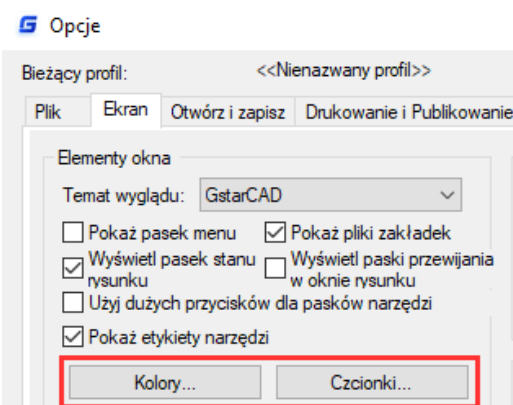 Opcje
Bieżący profil: <<Nienazwany profil>>
Plik Ekran Otwórz i zapisz Drukowanie i Publikowanie
Elementy okna
Temat wyglądu: GstarCAD
Pokaż pasek menu Pokaż pliki zakładek
Wyświetl pasek stanu Wyświetl paski przewijania
rysunku w oknie rysunku
Użyj dużych przycisków dla pasków narzędzi
Pokaż etykiety narzędzi
Kolory... Czcionki...